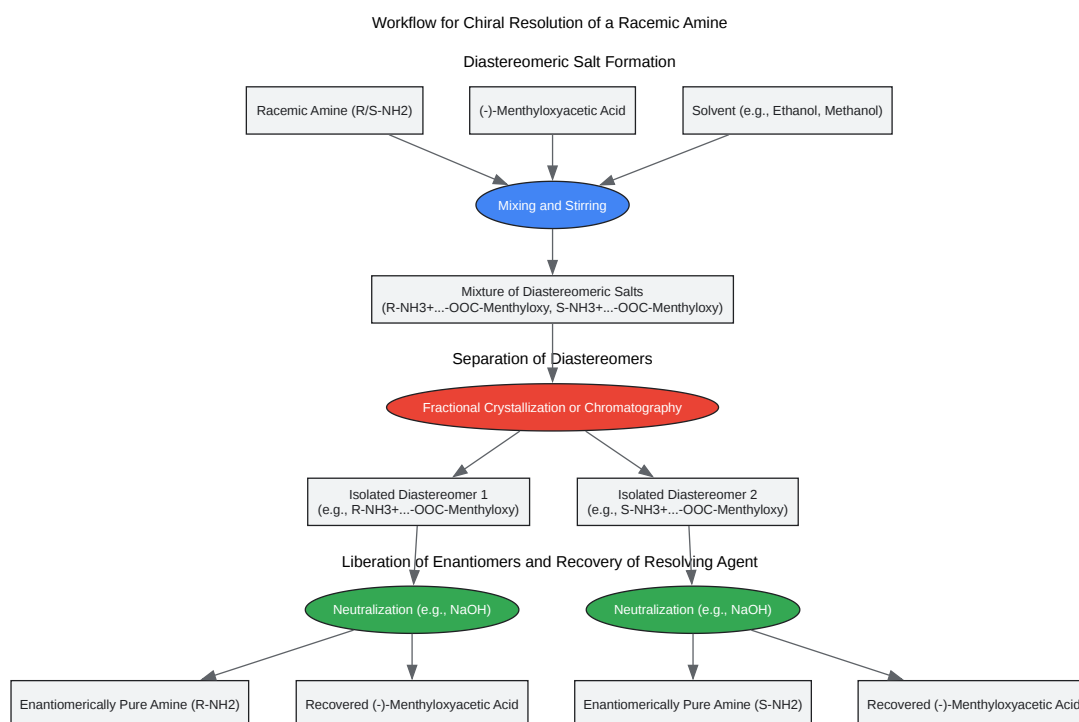 Workflow for Chiral Resolution of a Racemic Amine
Diastereomeric Salt Formation
Racemic Amine (R/S-NH2)
(-)-Menthyloxyacetic Acid
Solvent (e.g., Ethanol, Methanol)
Mixing and Stirring
Mixture of Diastereomeric Salts
(R-NH3+...-OOC-Menthyloxy, S-NH3+...-OOC-Menthyloxy)
Separation of Diastereomers
Fractional Crystallization or Chromatography
Isolated Diastereomer 1
(e.g., R-NH3+...-OOC-Menthyloxy)
Isolated Diastereomer 2
(e.g., S-NH3+...-OOC-Menthyloxy)
Liberation of Enantiomers and Recovery of Resolving Agent
Neutralization (e.g., NaOH)
Neutralization (e.g., NaOH)
Enantiomerically Pure Amine (R-NH2)
Recovered (-)-Menthyloxyacetic Acid
Enantiomerically Pure Amine (S-NH2)
Recovered (-)-Menthyloxyacetic Acid